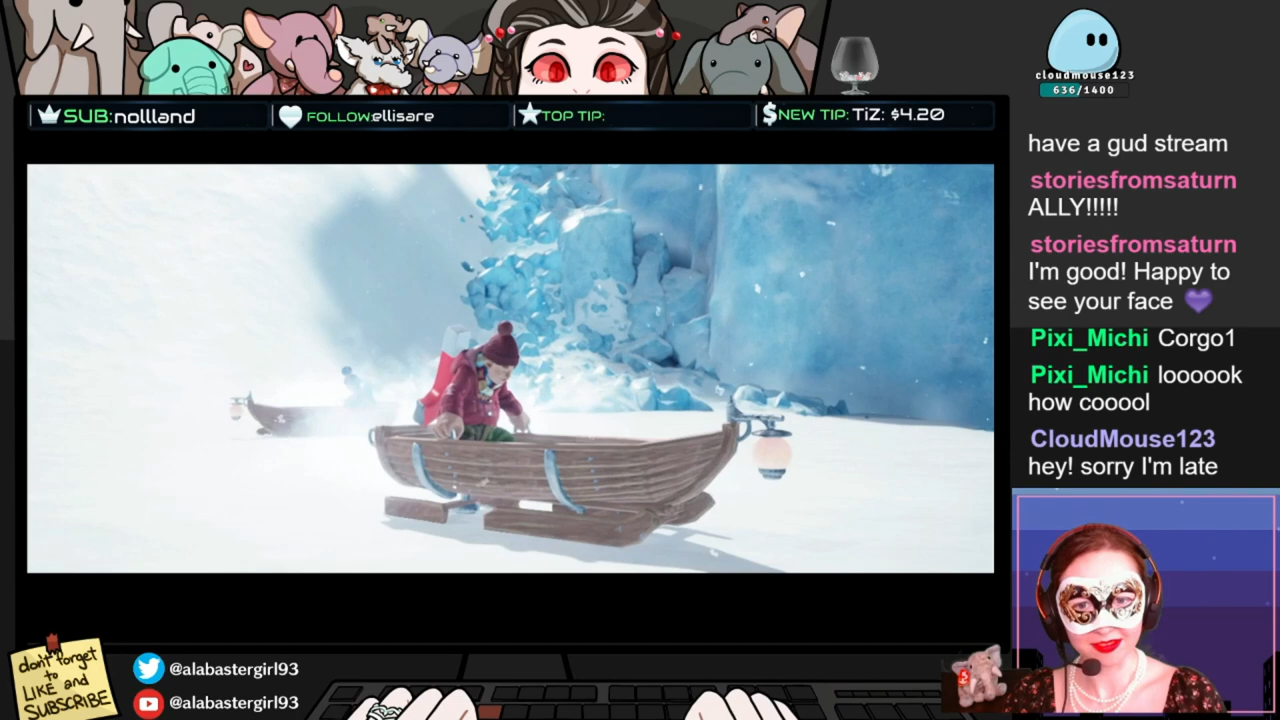 cloudmouse123
636/1400
SUB:nollland
FOLLOW:ellisare
TOP TIP:
NEW TIP: TiZ: $4.20
have a gud stream
storiesfromsaturn
ALLY!!!!!
storiesfromsaturn
I'm good! Happy to
see your face
Pixi_Michi Corgo1
Pixi_Michi loooook
how cooool
CloudMouse123
hey! sorry I'm late
don't forget
to
LIKE and
SUBSCRIBE
@alabastergirl93
@alabastergirl93